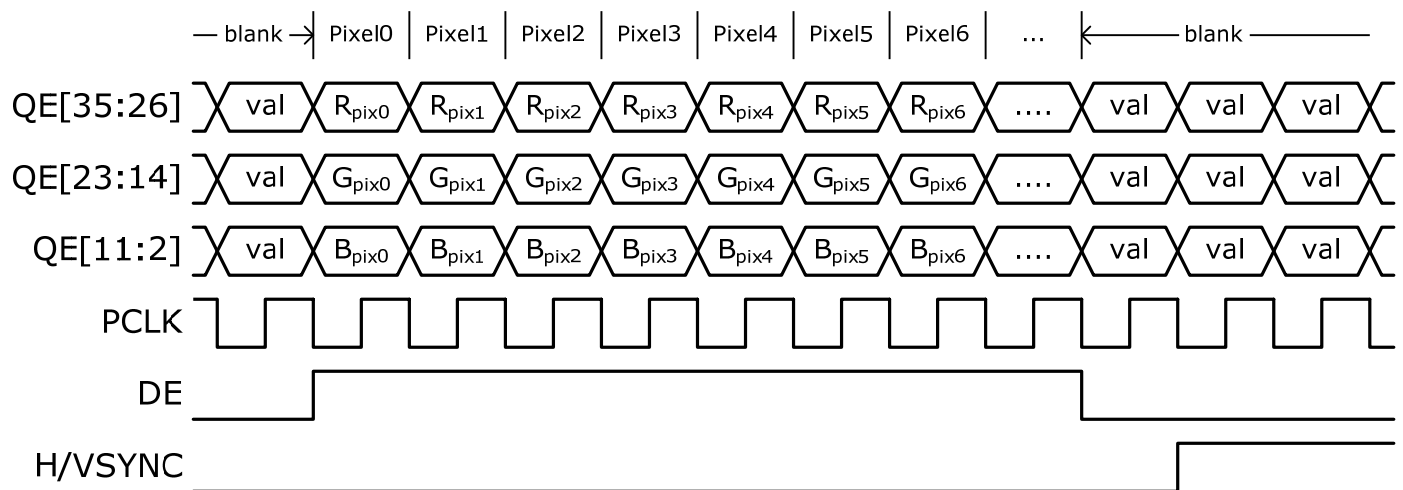 blank Pixel0 Pixel1 Pixel2 Pixel3 Pixel4 Pixel5 Pixel6 ... blank
QE[35:26] val Rpix0 Rpix1 Rpix2 Rpix3 Rpix4 Rpix5 Rpix6 .... val val val
QE[23:14] val Gpix0 Gpix1 Gpix2 Gpix3 Gpix4 Gpix5 Gpix6 .... val val val
QE[11:2] val Bpix0 Bpix1 Bpix2 Bpix3 Bpix4 Bpix5 Bpix6 .... val val val
PCLK
DE
H/VSYNC